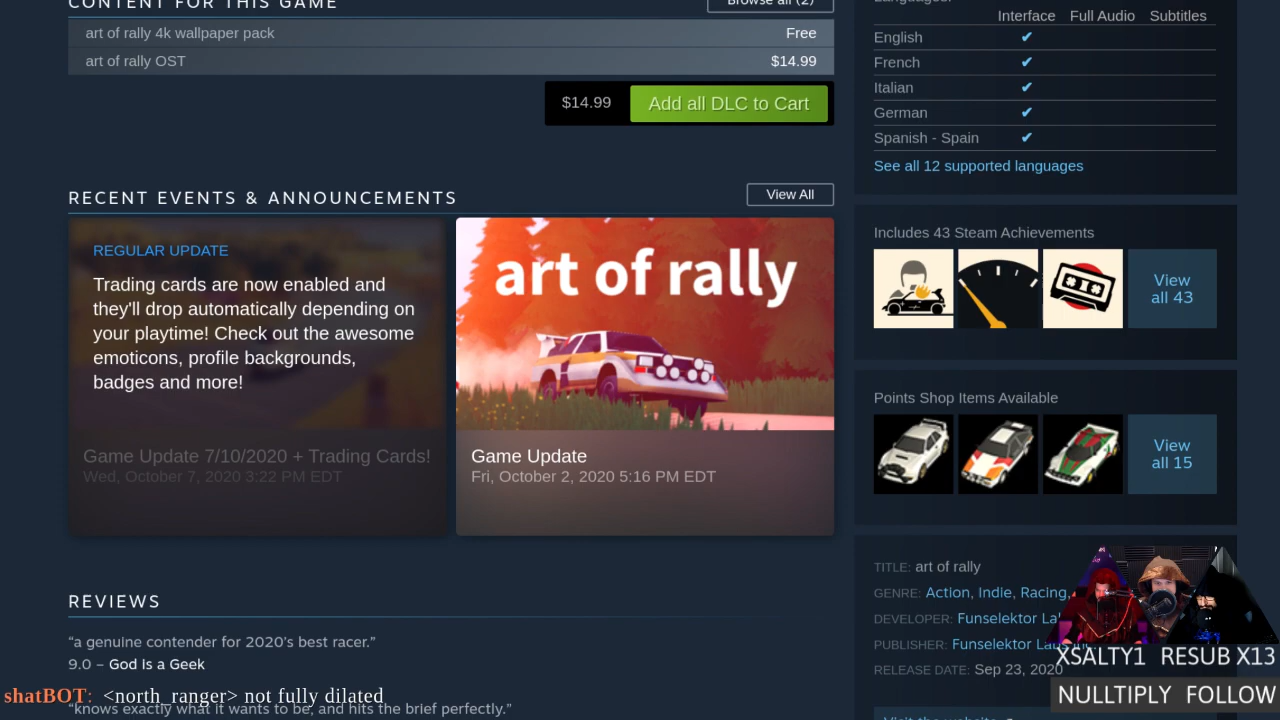 CONTENT FOR THIS GAME
Browse all (2)
art of rally 4k wallpaper pack Free
art of rally OST $14.99
$14.99 Add all DLC to Cart
RECENT EVENTS & ANNOUNCEMENTS
View All
REGULAR UPDATE
Trading cards are now enabled and
they'll drop automatically depending on
your playtime! Check out the awesome
emoticons, profile backgrounds,
badges and more!
Game Update 7/10/2020 + Trading Cards!
Wed, October 7, 2020 3:22 PM EDT
art of rally
Game Update
Fri, October 2, 2020 5:16 PM EDT
REVIEWS
“a genuine contender for 2020's best racer.”
9.0 – God is a Geek
“knows exactly what it wants to be, and hits the brief perfectly.”
shatBOT: <north_ranger> not fully dilated
Languages:
Interface Full Audio Subtitles
English ✔
French ✔
Italian ✔
German ✔
Spanish - Spain ✔
See all 12 supported languages
Includes 43 Steam Achievements
View
all 43
Points Shop Items Available
View
all 15
TITLE: art of rally
GENRE: Action, Indie, Racing,
DEVELOPER: Funselektor La
PUBLISHER: Funselektor Labs Inc.
RELEASE DATE: Sep 23, 2020
XSALTY1 RESUB X13
NULLTIPLY FOLLOW
Visit the website